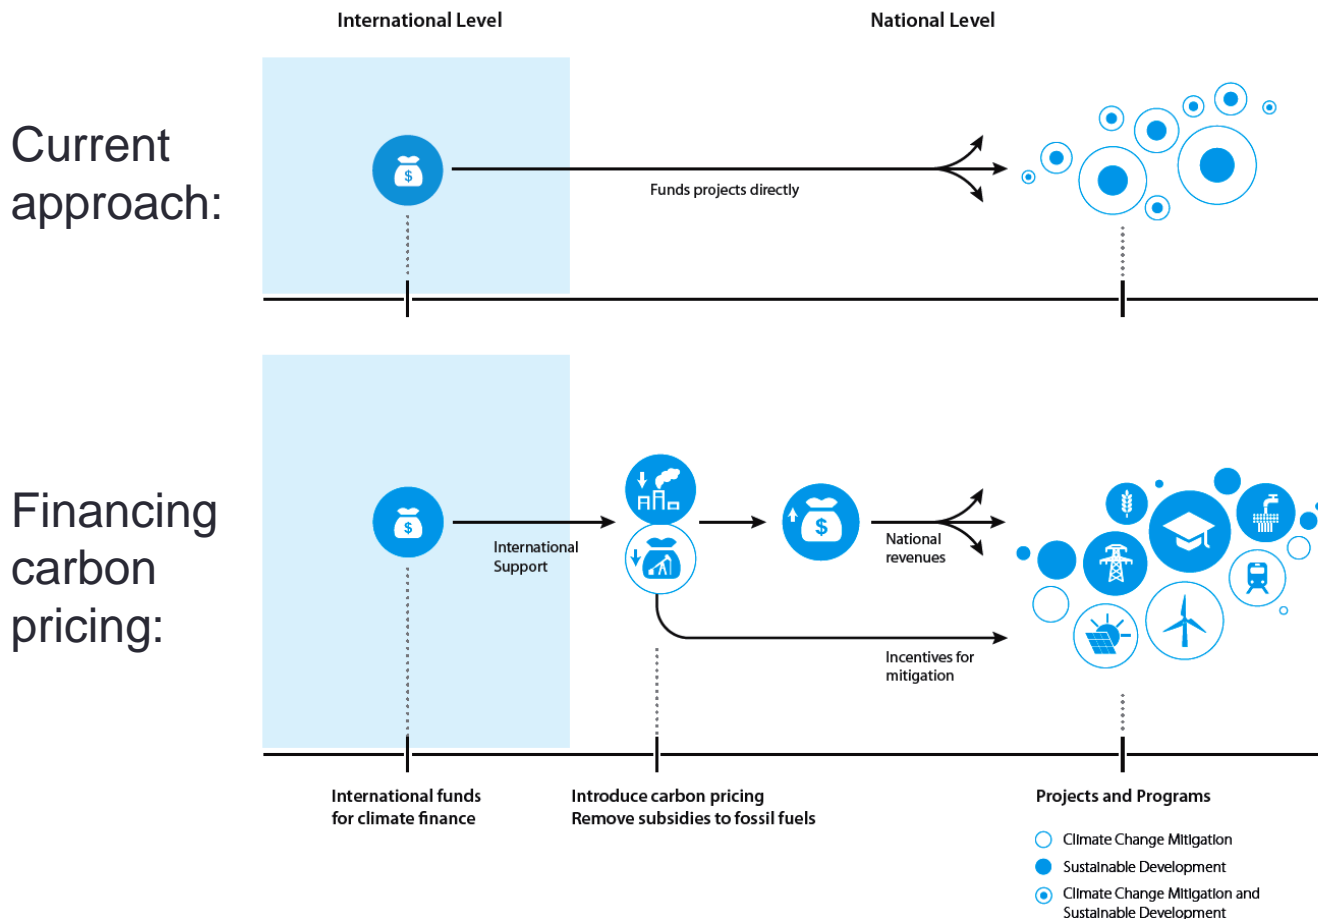 International Level
National Level
Current
approach:
$
Funds projects directly
Financing
carbon
pricing:
$
International
Support
$
National
revenues
Incentives for
mitigation
International funds
for climate finance
Introduce carbon pricing
Remove subsidies to fossil fuels
Projects and Programs
Climate Change Mitigation
Sustainable Development
Climate Change Mitigation and
Sustainable Development